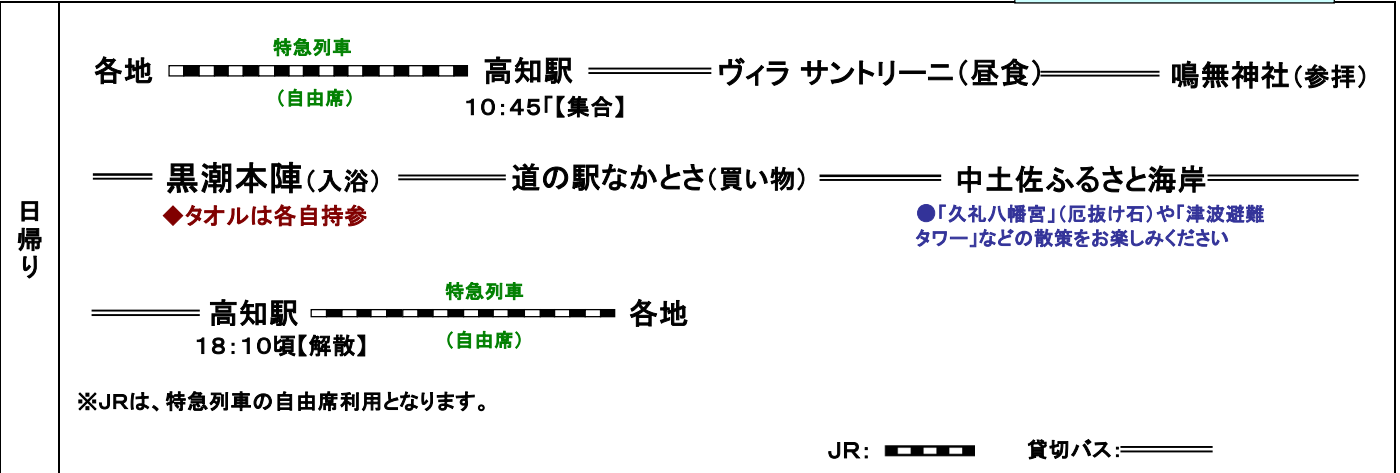 日帰り
特急列車
各地 高知駅 ヴィラ サントリーニ(昼食) 鳴無神社(参拝)
(自由席)
10:45「【集合】
黒潮本陣(入浴) 道の駅なかとさ(買い物) 中土佐ふるさと海岸
◆タオルは各自持参
●「久礼八幡宮」(厄抜け石)や「津波避難
タワー」などの散策をお楽しみください
特急列車
高知駅 各地
18:10頃【解散】
(自由席)
※JRは、特急列車の自由席利用となります。
JR: 貸切バス: